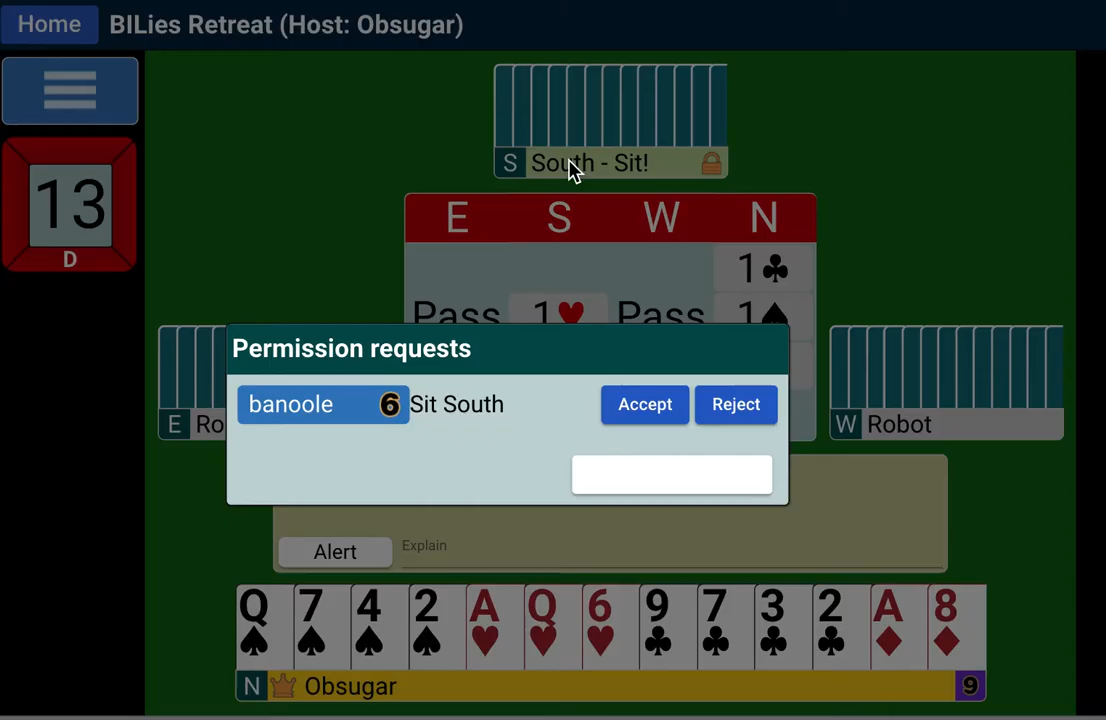 Home BILies Retreat (Host: Obsugar)
13
D
S South - Sit!
E S W N
1♣
Pass 1♥ Pass 1♠
Permission requests
banoole 6 Sit South Accept Reject
E Ro
W Robot
Alert Explain
Q♠ 7♠ 4♠ 2♠ A♥ Q♥ 6♥ 9♣ 7♣ 3♣ 2♣ A♦ 8♦
N Obsugar 9